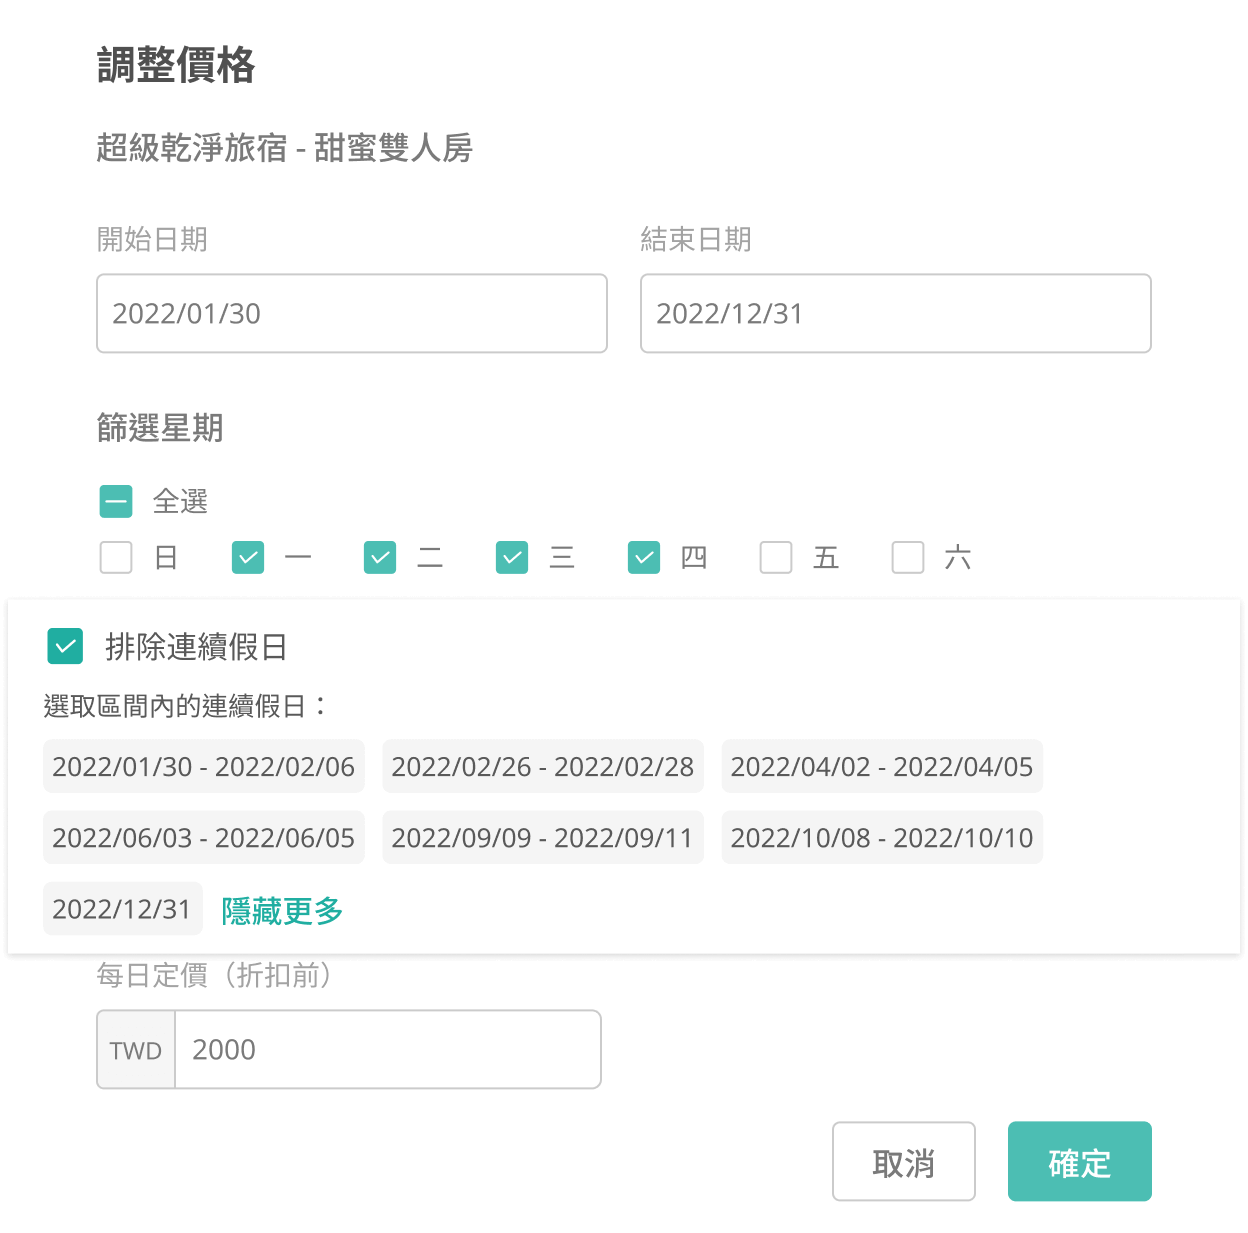 調整價格
超級乾淨旅宿 - 甜蜜雙人房
開始日期 結束日期
2022/01/30 2022/12/31
篩選星期
全選
日 一 二 三 四 五 六
排除連續假日
選取區間內的連續假日：
2022/01/30 - 2022/02/06 2022/02/26 - 2022/02/28 2022/04/02 - 2022/04/05
2022/06/03 - 2022/06/05 2022/09/09 - 2022/09/11 2022/10/08 - 2022/10/10
2022/12/31 隱藏更多
每日定價（折扣前）
TWD 2000
取消 確定